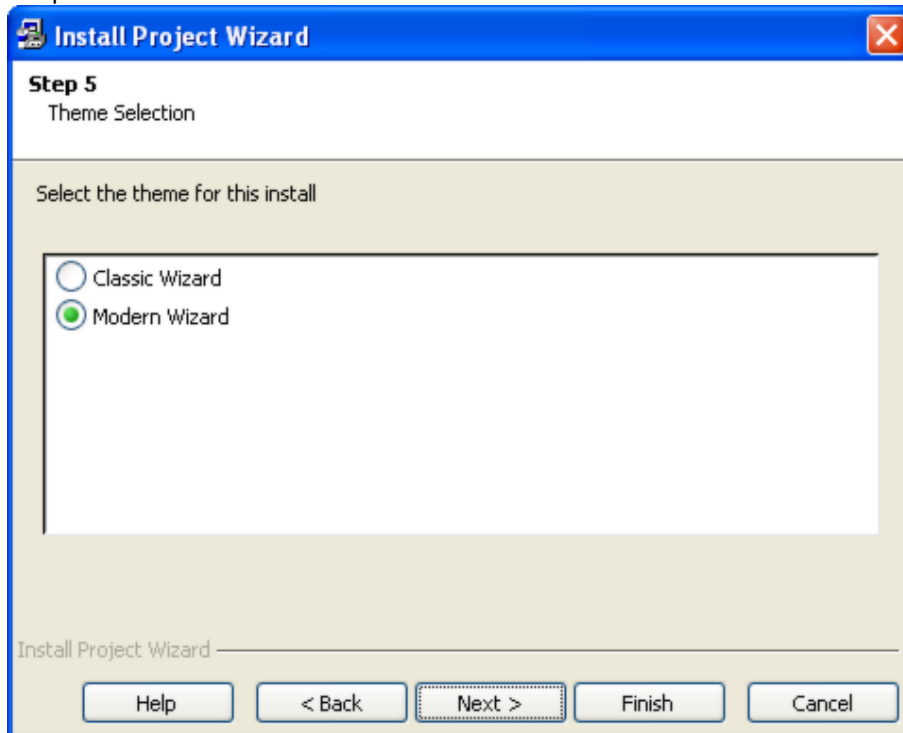 Install Project Wizard
Step 5
Theme Selection
Select the theme for this install
Classic Wizard
Modern Wizard
Install Project Wizard
Help < Back Next > Finish Cancel